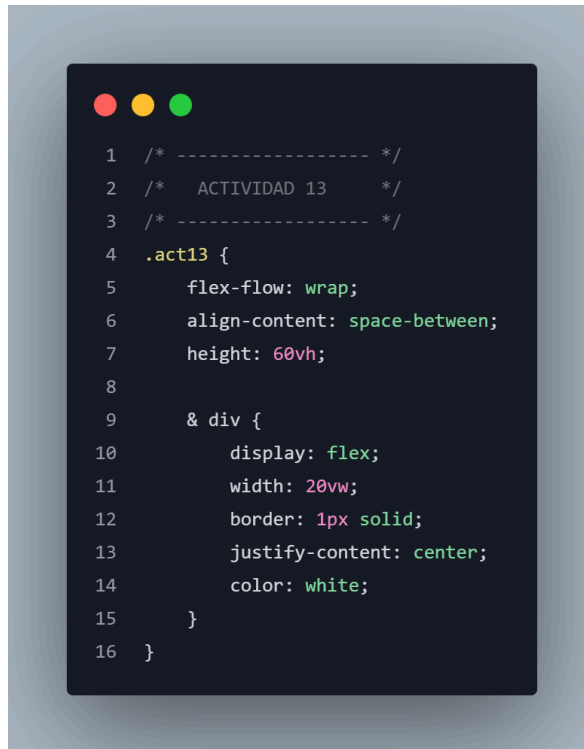 1 /* ------------------ */
2 /*   ACTIVIDAD 13     */
3 /* ------------------ */
4 .act13 {
5     flex-flow: wrap;
6     align-content: space-between;
7     height: 60vh;
8
9     & div {
10         display: flex;
11         width: 20vw;
12         border: 1px solid;
13         justify-content: center;
14         color: white;
15     }
16 }